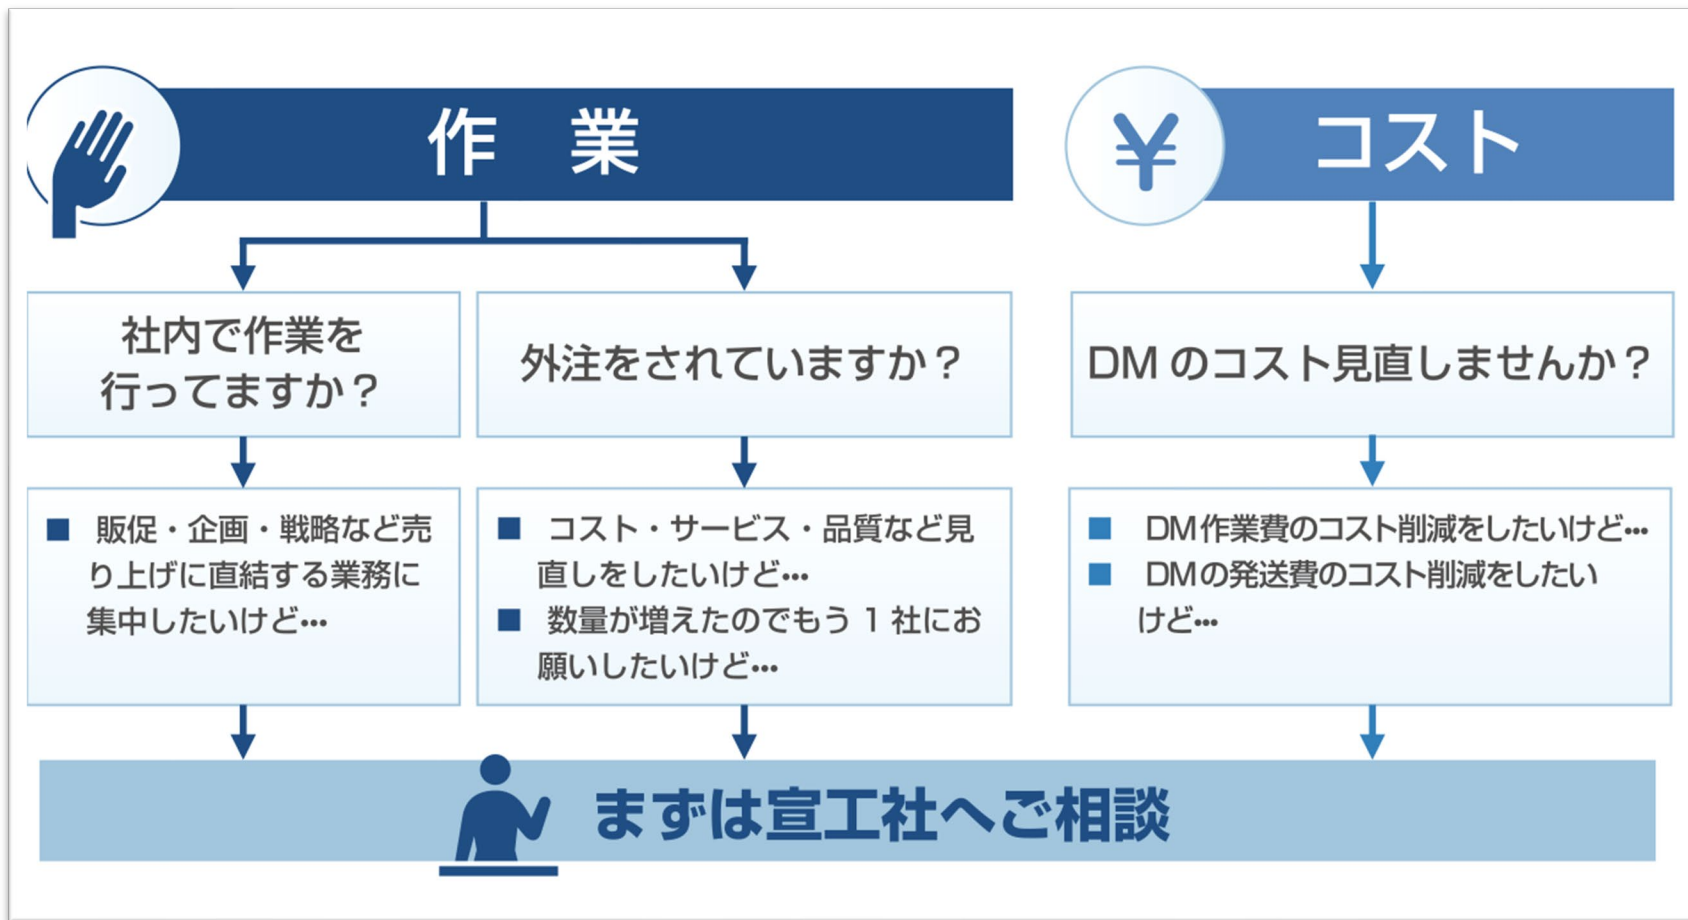 作 業
社内で作業を
行ってますか？
■ 販促・企画・戦略など売
り上げに直結する業務に
集中したいけど…
外注をされていますか？
■ コスト・サービス・品質など見
直しをしたいけど…
■ 数量が増えたのでもう 1 社にお
願いしたいけど…
¥
コスト
DM のコスト見直しませんか？
■ DM作業費のコスト削減をしたいけど…
■ DMの発送費のコスト削減をしたい
けど…
まずは宣工社へご相談